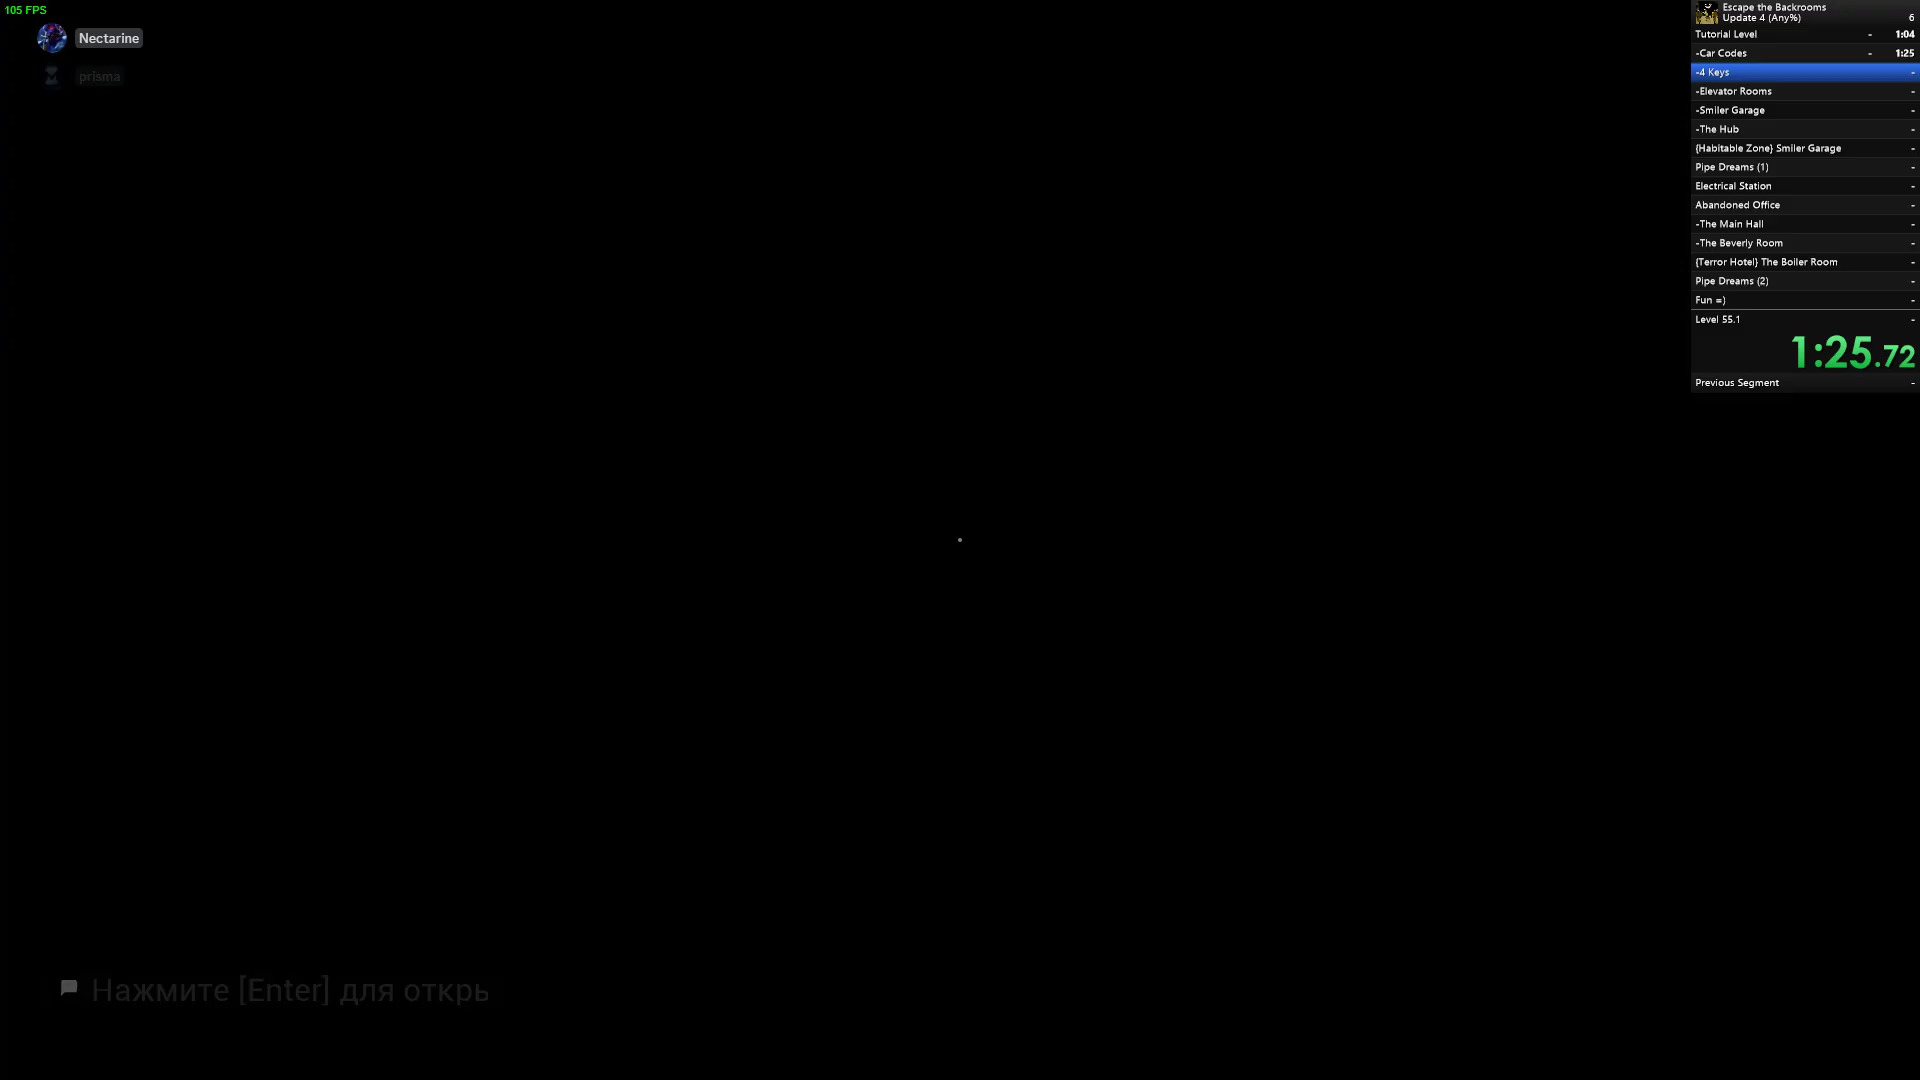 105 FPS
Nectarine
prisma
Escape the Backrooms
Update 4 (Any%) 6
Tutorial Level - 1:04
-Car Codes - 1:25
-4 Keys -
-Elevator Rooms -
-Smiler Garage -
-The Hub -
{Habitable Zone} Smiler Garage -
Pipe Dreams (1) -
Electrical Station -
Abandoned Office -
-The Main Hall -
-The Beverly Room -
{Terror Hotel} The Boiler Room -
Pipe Dreams (2) -
Fun =) -
Level 55.1 -
1:25.72
Previous Segment -
Нажмите [Enter] для откры